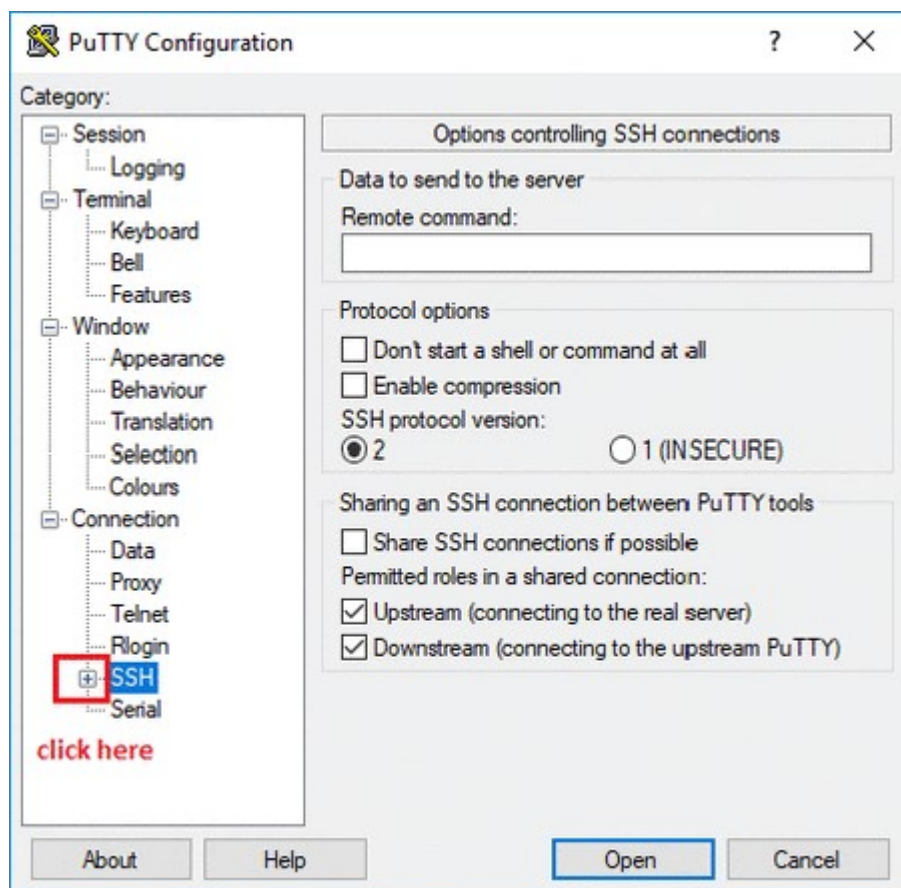 PuTTY Configuration
?
Category:
Session
Logging
Terminal
Keyboard
Bell
Features
Window
Appearance
Behaviour
Translation
Selection
Colours
Connection
Data
Proxy
Telnet
Rlogin
SSH
Serial
click here
Options controlling SSH connections
Data to send to the server
Remote command:
Protocol options
Don't start a shell or command at all
Enable compression
SSH protocol version:
2 1 (INSECURE)
Sharing an SSH connection between PuTTY tools
Share SSH connections if possible
Permitted roles in a shared connection:
Upstream (connecting to the real server)
Downstream (connecting to the upstream PuTTY)
About Help Open Cancel